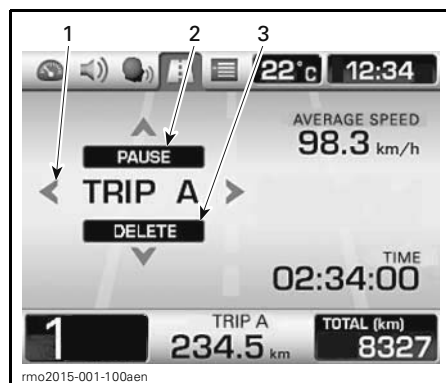 1 2 3
22°C 12:34
AVERAGE SPEED
98.3 km/h
PAUSE
TRIP A
DELETE
TIME
02:34:00
1
TRIP A
234.5 km
TOTAL (km)
8327
rmo2015-001-100aen